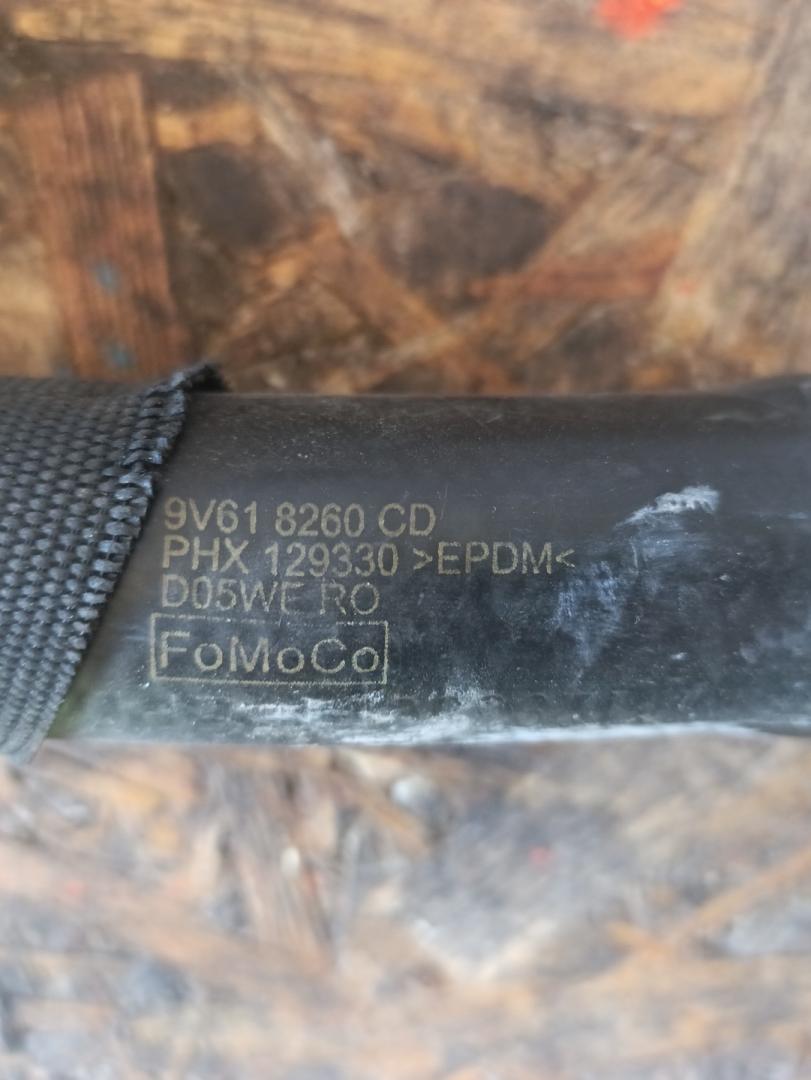 9V61 8260 CD
PHX 129330 >EPDM<
D05WE RO
FoMoCo